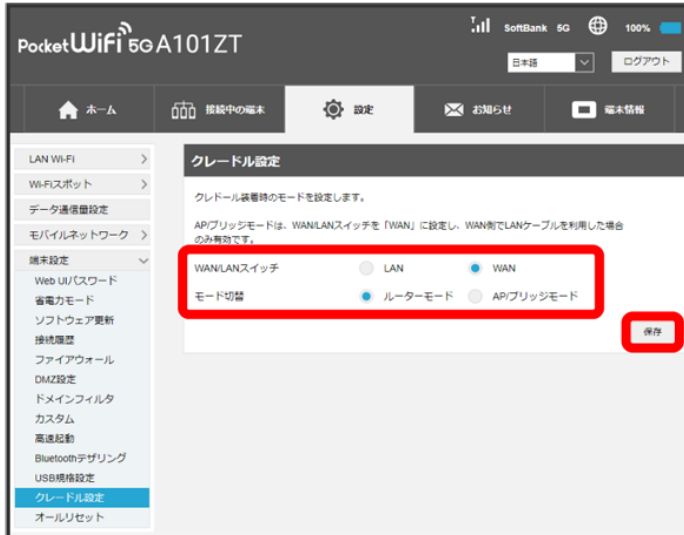 Pocket WiFi 5G A101ZT
SoftBank 5G 100%
日本語 ログアウト
ホーム 接続中の端末 設定 お知らせ 端末情報
LAN Wi-Fi
Wi-Fiスポット
データ通信量設定
モバイルネットワーク
端末設定
Web UIパスワード
省電力モード
ソフトウェア更新
接続履歴
ファイアウォール
DMZ設定
ドメインフィルタ
カスタム
高速起動
Bluetoothテザリング
USB規格設定
クレードル設定
オールリセット
クレードル設定
クレドール装着時のモードを設定します。
AP/ブリッジモードは、WAN/LANスイッチを「WAN」に設定し、WAN側でLANケーブルを利用した場合
のみ有効です。
WAN/LANスイッチ LAN WAN
モード切替 ルーターモード AP/ブリッジモード
保存